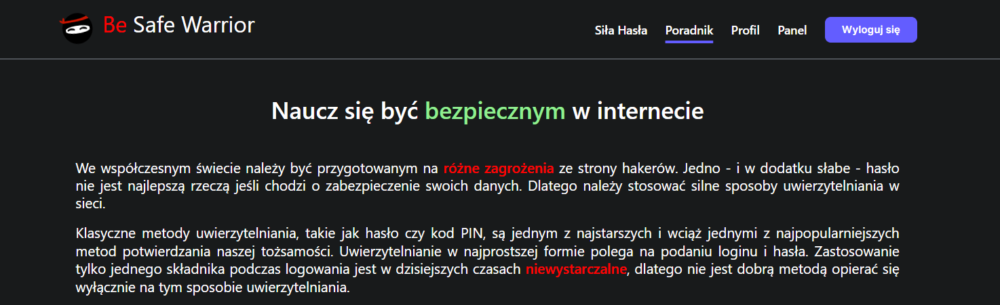 Be Safe Warrior
Siła Hasła Poradnik Profil Panel Wyloguj się
Naucz się być bezpiecznym w internecie
We współczesnym świecie należy być przygotowanym na różne zagrożenia ze strony hakerów. Jedno - i w dodatku słabe - hasło
nie jest najlepszą rzeczą jeśli chodzi o zabezpieczenie swoich danych. Dlatego należy stosować silne sposoby uwierzytelniania w
sieci.
Klasyczne metody uwierzytelniania, takie jak hasło czy kod PIN, są jednym z najstarszych i wciąż jednymi z najpopularniejszych
metod potwierdzania naszej tożsamości. Uwierzytelnianie w najprostszej formie polega na podaniu loginu i hasła. Zastosowanie
tylko jednego składnika podczas logowania jest w dzisiejszych czasach niewystarczalne, dlatego nie jest dobrą metodą opierać się
wyłącznie na tym sposobie uwierzytelniania.